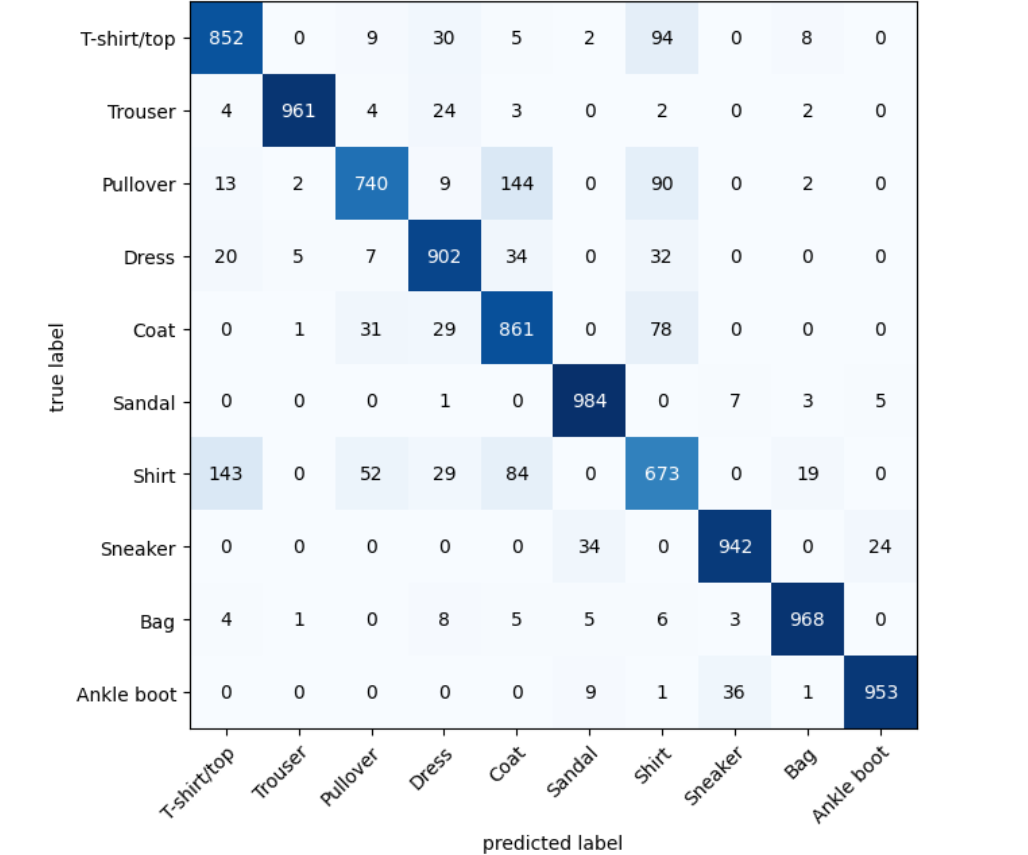 T-shirt/top 852 0 9 30 5 2 94 0 8 0
Trouser 4 961 4 24 3 0 2 0 2 0
Pullover 13 2 740 9 144 0 90 0 2 0
Dress 20 5 7 902 34 0 32 0 0 0
Coat 0 1 31 29 861 0 78 0 0 0
Sandal 0 0 0 1 0 984 0 7 3 5
Shirt 143 0 52 29 84 0 673 0 19 0
Sneaker 0 0 0 0 0 34 0 942 0 24
Bag 4 1 0 8 5 5 6 3 968 0
Ankle boot 0 0 0 0 0 9 1 36 1 953
true label
T-shirt/top Trouser Pullover Dress Coat Sandal Shirt Sneaker Bag Ankle boot
predicted label